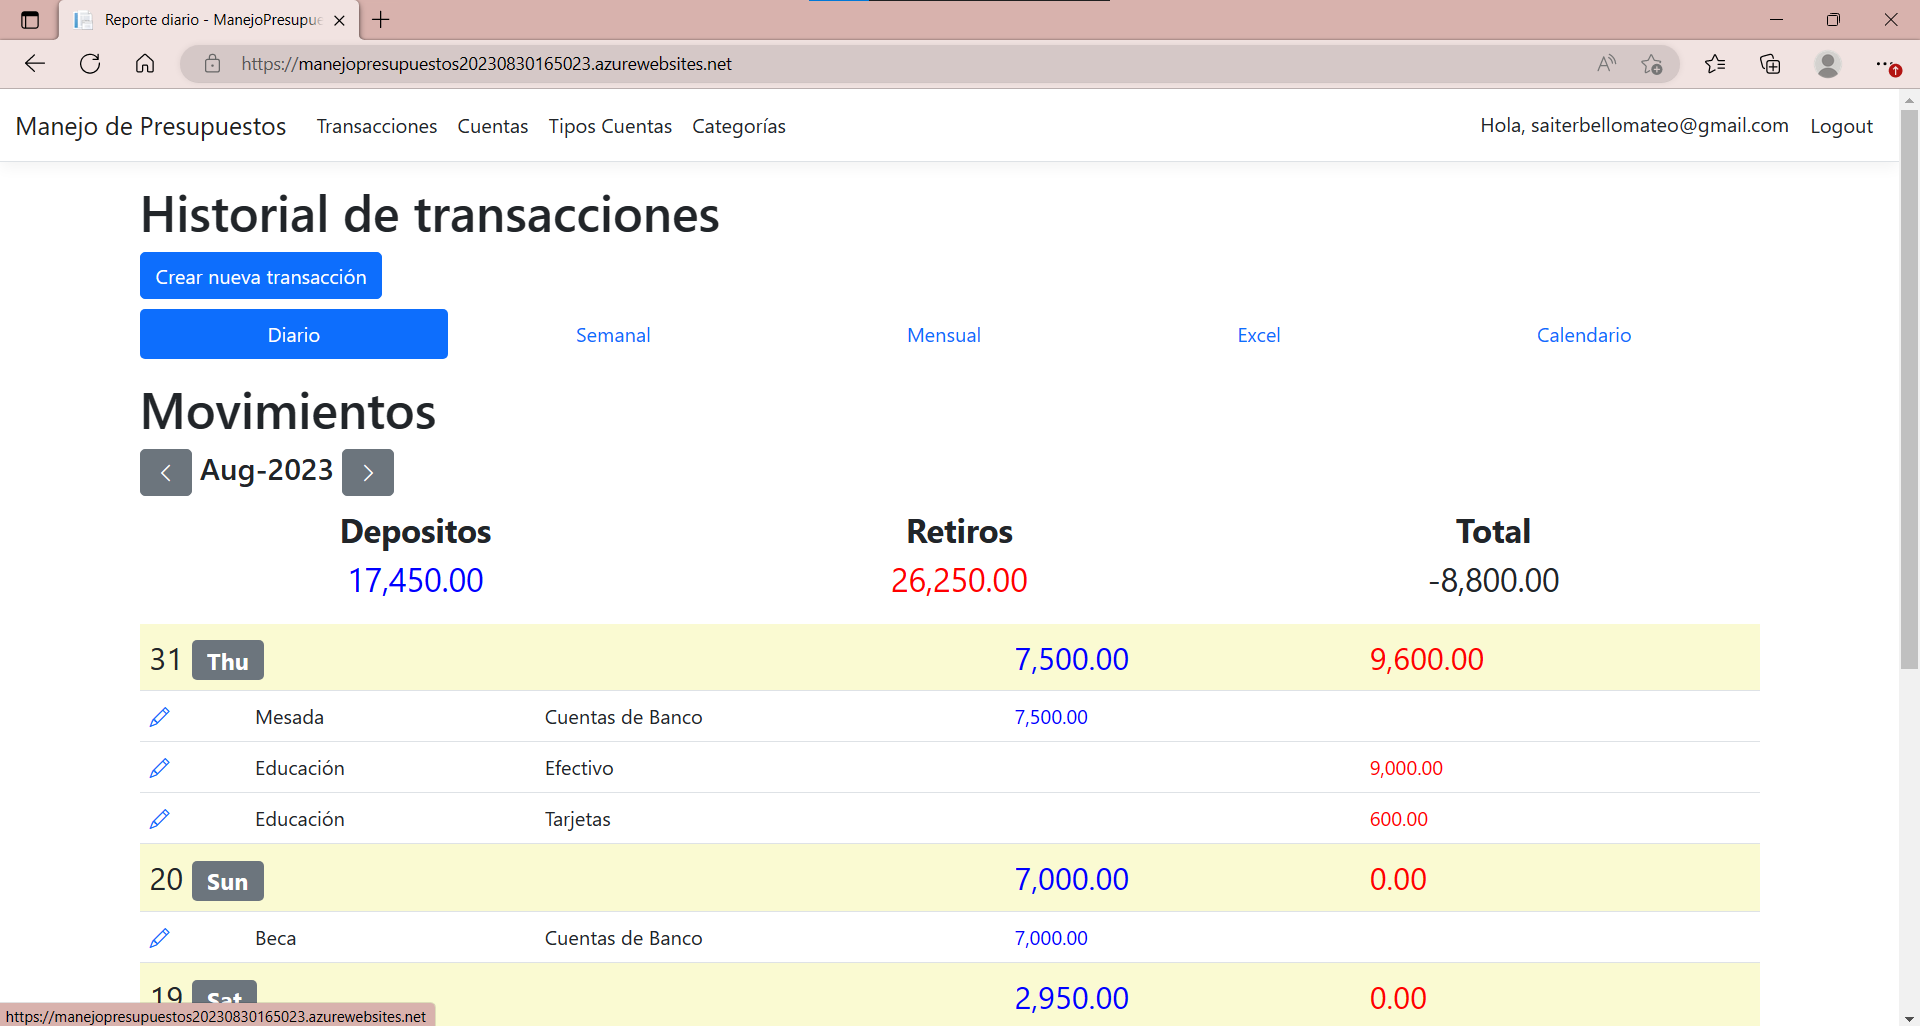 Reporte diario - ManejoPresupue
https://manejopresupuestos20230830165023.azurewebsites.net
Manejo de Presupuestos Transacciones Cuentas Tipos Cuentas Categorías Hola, saiterbellomateo@gmail.com Logout
Historial de transacciones
Crear nueva transacción
Diario Semanal Mensual Excel Calendario
Movimientos
Aug-2023
Depositos Retiros Total
17,450.00 26,250.00 -8,800.00
31 Thu 7,500.00 9,600.00
Mesada Cuentas de Banco 7,500.00
Educación Efectivo 9,000.00
Educación Tarjetas 600.00
20 Sun 7,000.00 0.00
Beca Cuentas de Banco 7,000.00
19 Sat 2,950.00 0.00
https://manejopresupuestos20230830165023.azurewebsites.net